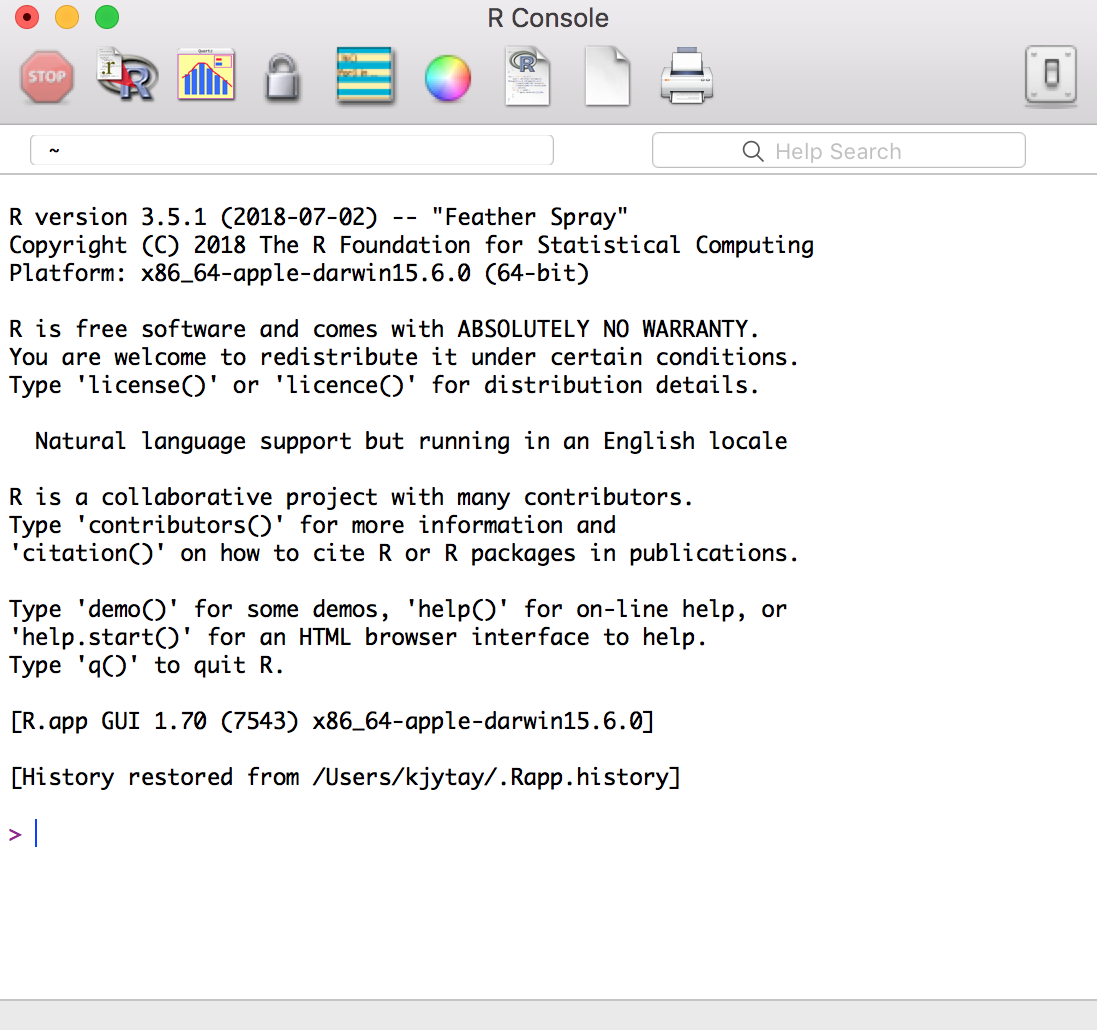 R Console
STOP
Quartz
~
Help Search
R version 3.5.1 (2018-07-02) -- "Feather Spray"
Copyright (C) 2018 The R Foundation for Statistical Computing
Platform: x86_64-apple-darwin15.6.0 (64-bit)
R is free software and comes with ABSOLUTELY NO WARRANTY.
You are welcome to redistribute it under certain conditions.
Type 'license()' or 'licence()' for distribution details.
Natural language support but running in an English locale
R is a collaborative project with many contributors.
Type 'contributors()' for more information and
'citation()' on how to cite R or R packages in publications.
Type 'demo()' for some demos, 'help()' for on-line help, or
'help.start()' for an HTML browser interface to help.
Type 'q()' to quit R.
[R.app GUI 1.70 (7543) x86_64-apple-darwin15.6.0]
[History restored from /Users/kjytay/.Rapp.history]
>